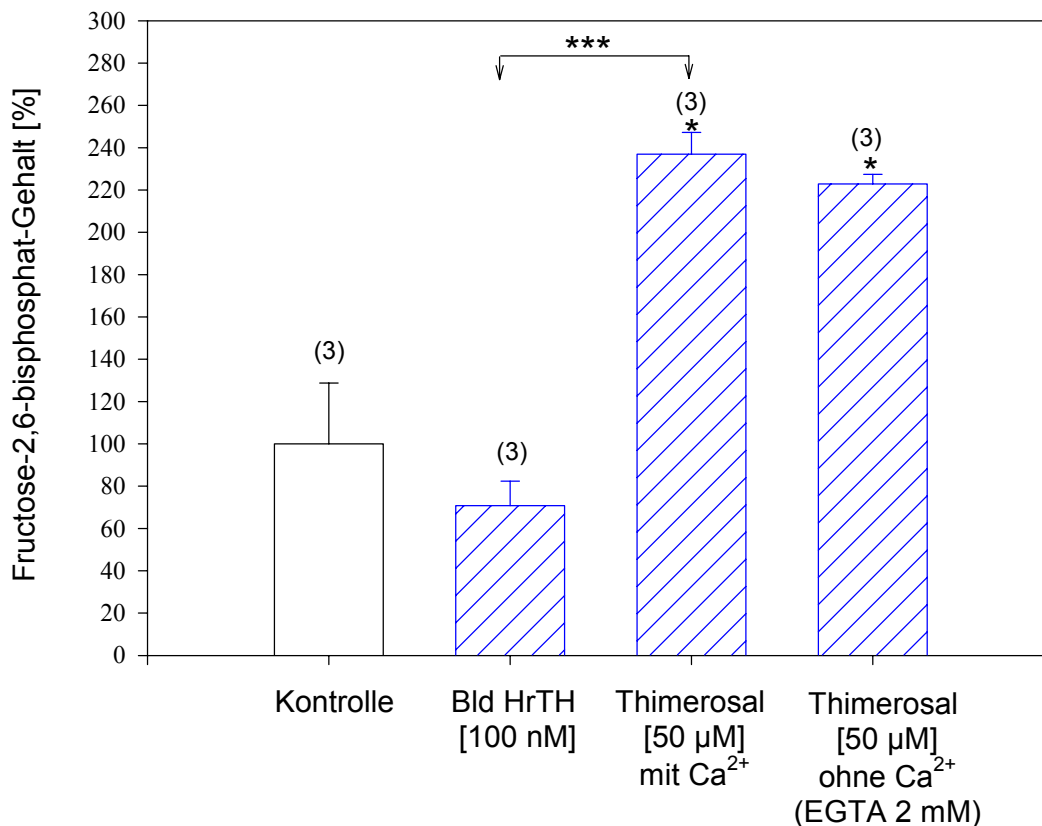 Fructose-2,6-bisphosphat-Gehalt [%]
300
280
260
240
220
200
180
160
140
120
100
80
60
40
20
0
***
(3)
(3)
(3)
*
(3)
*
Kontrolle
Bld HrTH
[100 nM]
Thimerosal
[50 µM]
mit Ca²⁺
Thimerosal
[50 µM]
ohne Ca²⁺
(EGTA 2 mM)